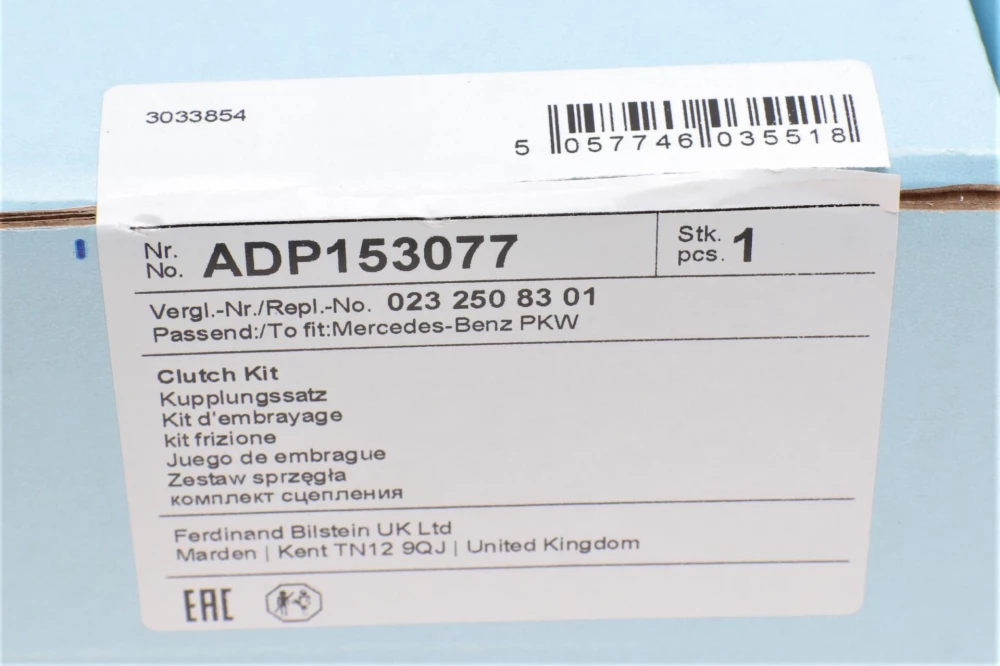 3033854
5 057746 035518
Nr.
No. ADP153077
Stk.
pcs. 1
Vergl.-Nr./Repl.-No. 023 250 83 01
Passend:/To fit:Mercedes-Benz PKW
Clutch Kit
Kupplungssatz
Kit d'embrayage
kit frizione
Juego de embrague
Zestaw sprzęgła
комплект сцепления
Ferdinand Bilstein UK Ltd
Marden | Kent TN12 9QJ | United Kingdom
EAC